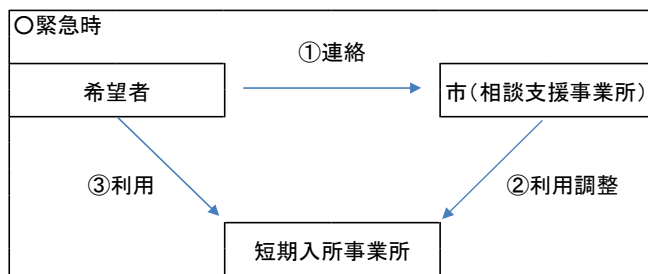 〇緊急時
①連絡
希望者
市（相談支援事業所）
③利用
②利用調整
短期入所事業所